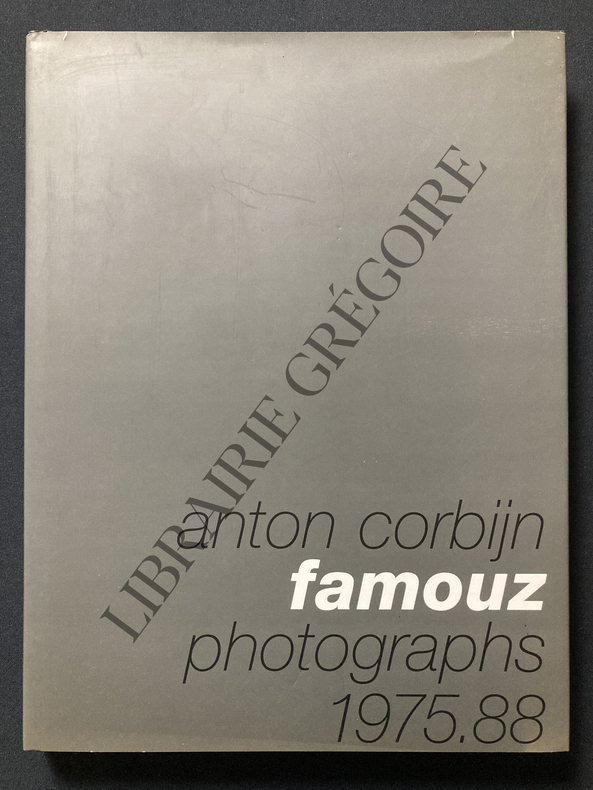 LIBRAIRIE GRÉGOIRE
anton corbijn
famouz
photographs
1975.88